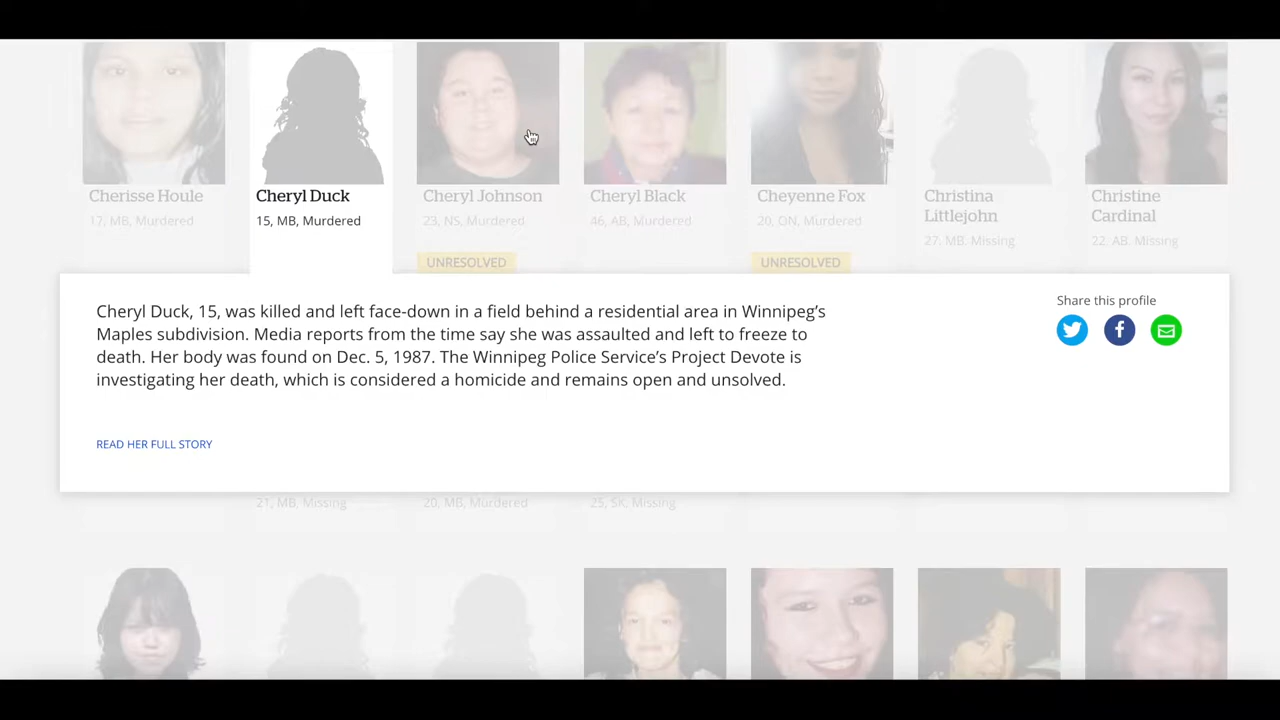 Cherisse Houle
17, MB, Murdered
Cheryl Duck
15, MB, Murdered
Cheryl Johnson
23, NS, Murdered
UNRESOLVED
Cheryl Black
46, AB, Murdered
Cheyenne Fox
20, ON, Murdered
UNRESOLVED
Christina
Littlejohn
27, MB, Missing
Christine
Cardinal
22, AB, Missing
Cheryl Duck, 15, was killed and left face-down in a field behind a residential area in Winnipeg’s
Maples subdivision. Media reports from the time say she was assaulted and left to freeze to
death. Her body was found on Dec. 5, 1987. The Winnipeg Police Service’s Project Devote is
investigating her death, which is considered a homicide and remains open and unsolved.
READ HER FULL STORY
Share this profile
21, MB, Missing
20, MB, Murdered
25, SK, Missing